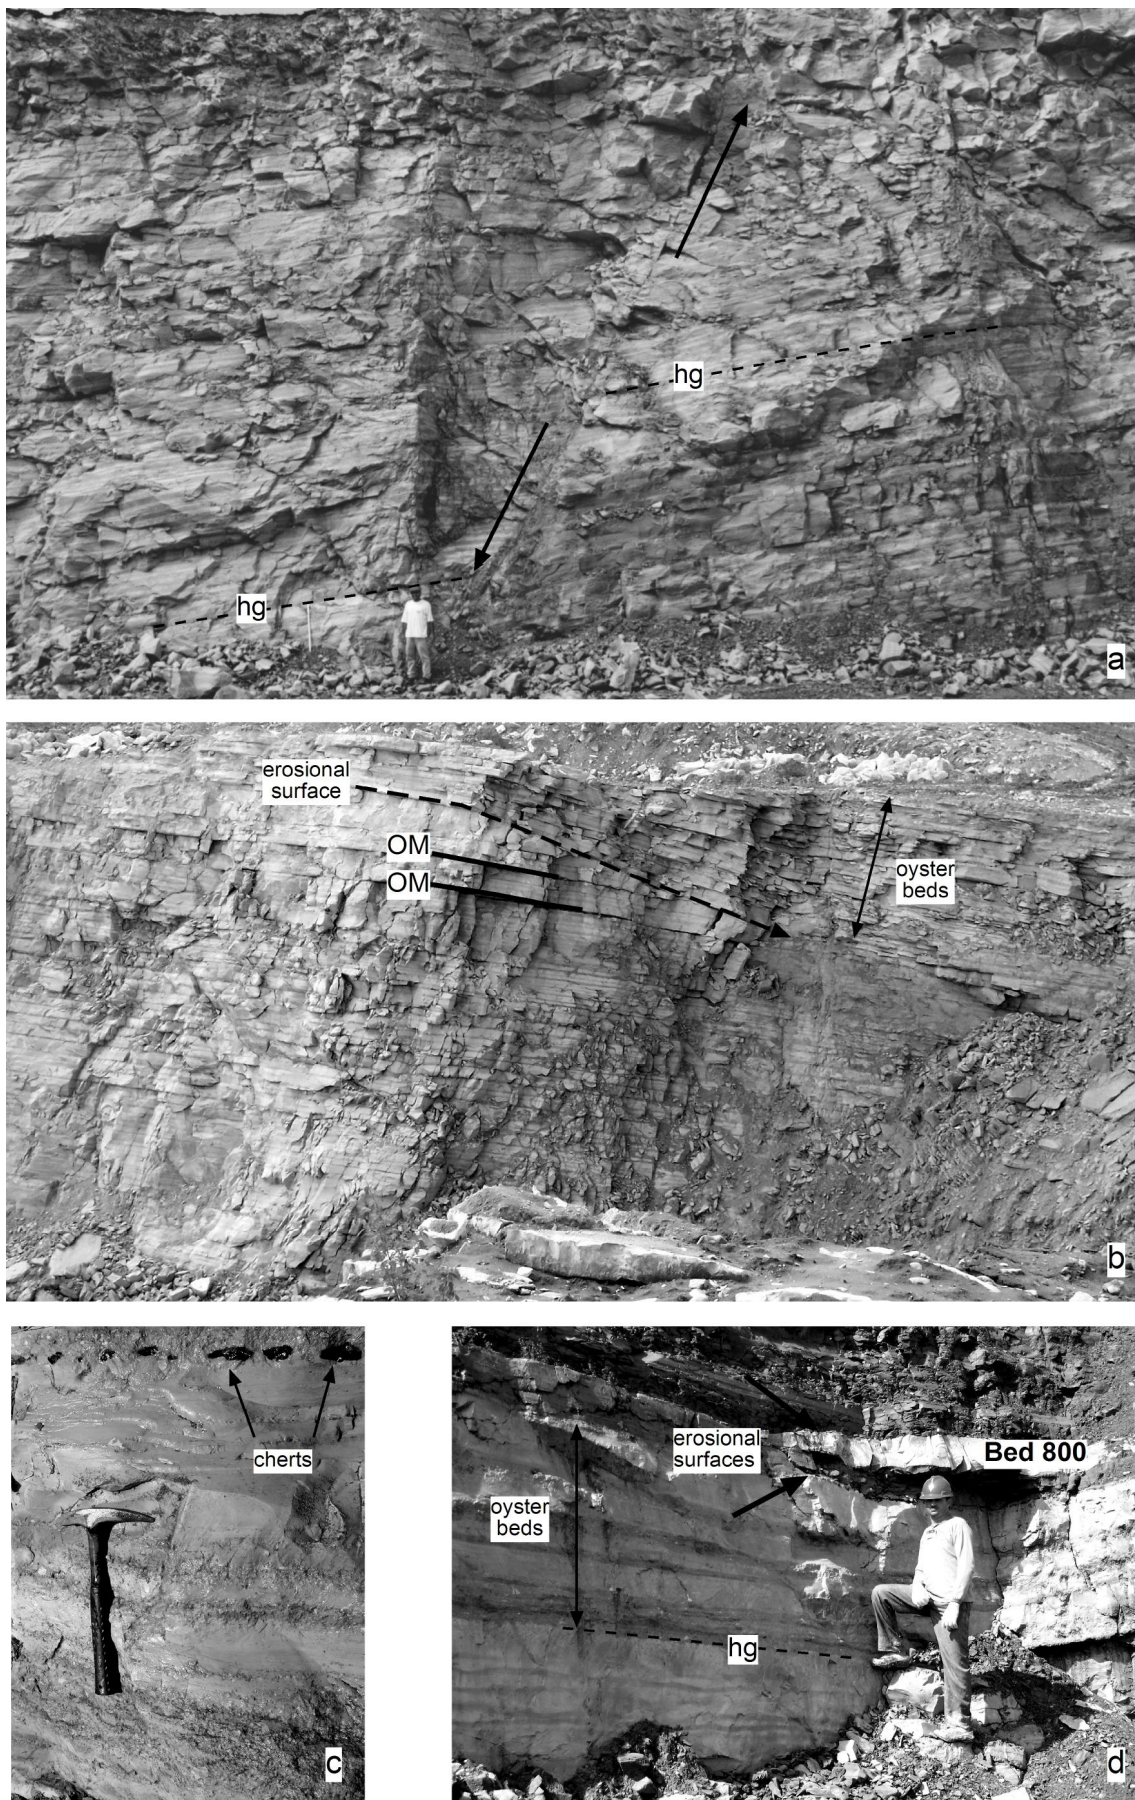 hg
hg
a
erosional
surface
OM
OM
oyster
beds
b
cherts
c
erosional
surfaces
Bed 800
oyster
beds
hg
d